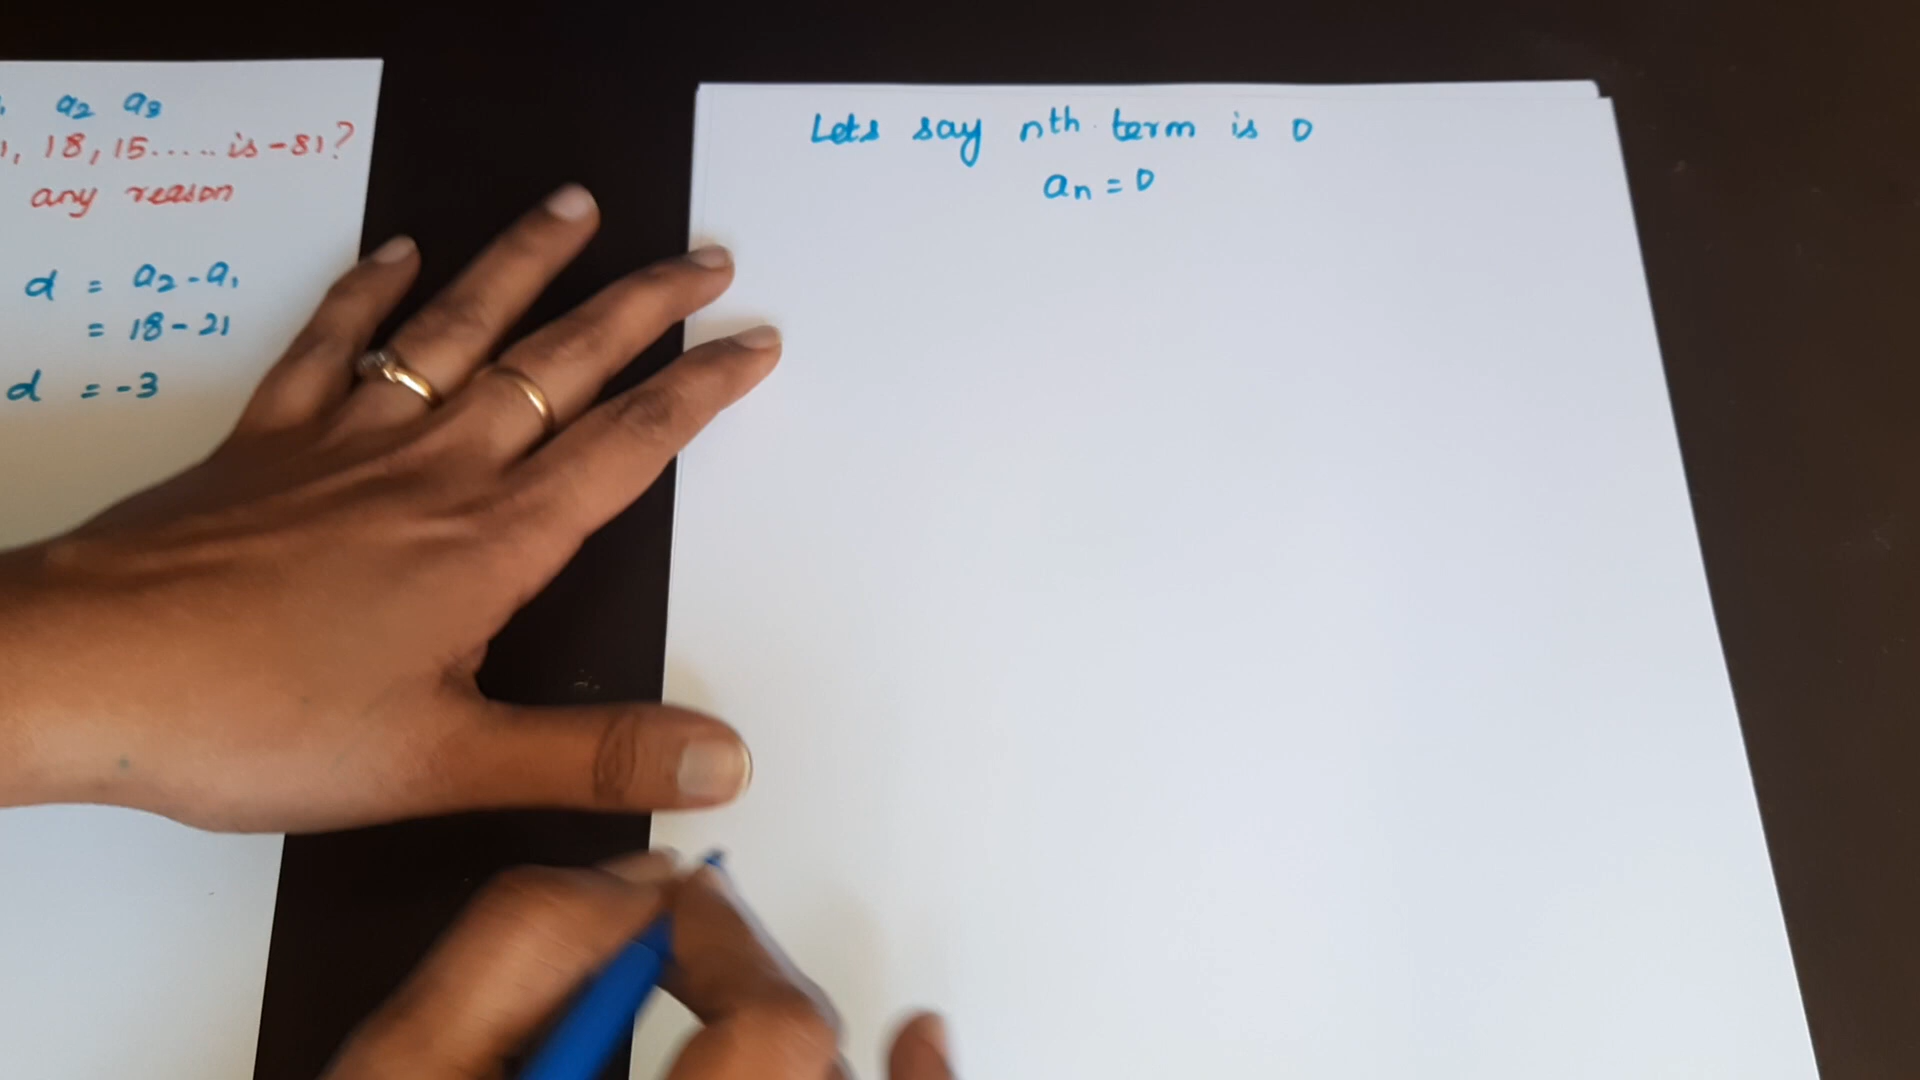 a2 a3
, 18, 15..... is -81?
any reason
d = a2 - a1
= 18 - 21
d = -3
Lets say nth term is 0
an = 0